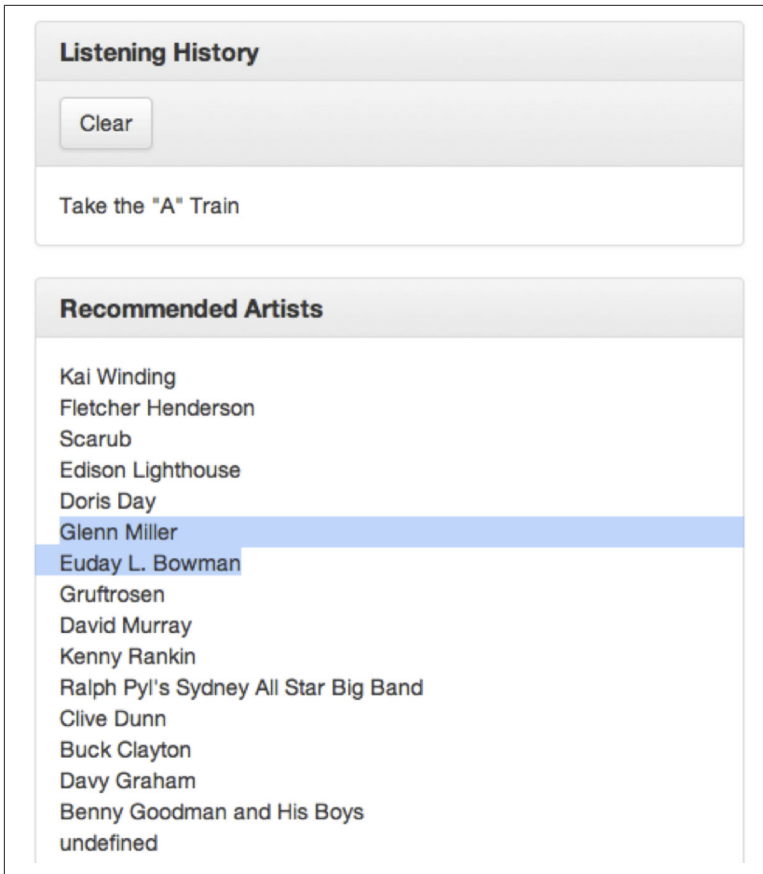 Listening History
Clear
Take the "A" Train
Recommended Artists
Kai Winding
Fletcher Henderson
Scarub
Edison Lighthouse
Doris Day
Glenn Miller
Euday L. Bowman
Gruftrosen
David Murray
Kenny Rankin
Ralph Pyl's Sydney All Star Big Band
Clive Dunn
Buck Clayton
Davy Graham
Benny Goodman and His Boys
undefined